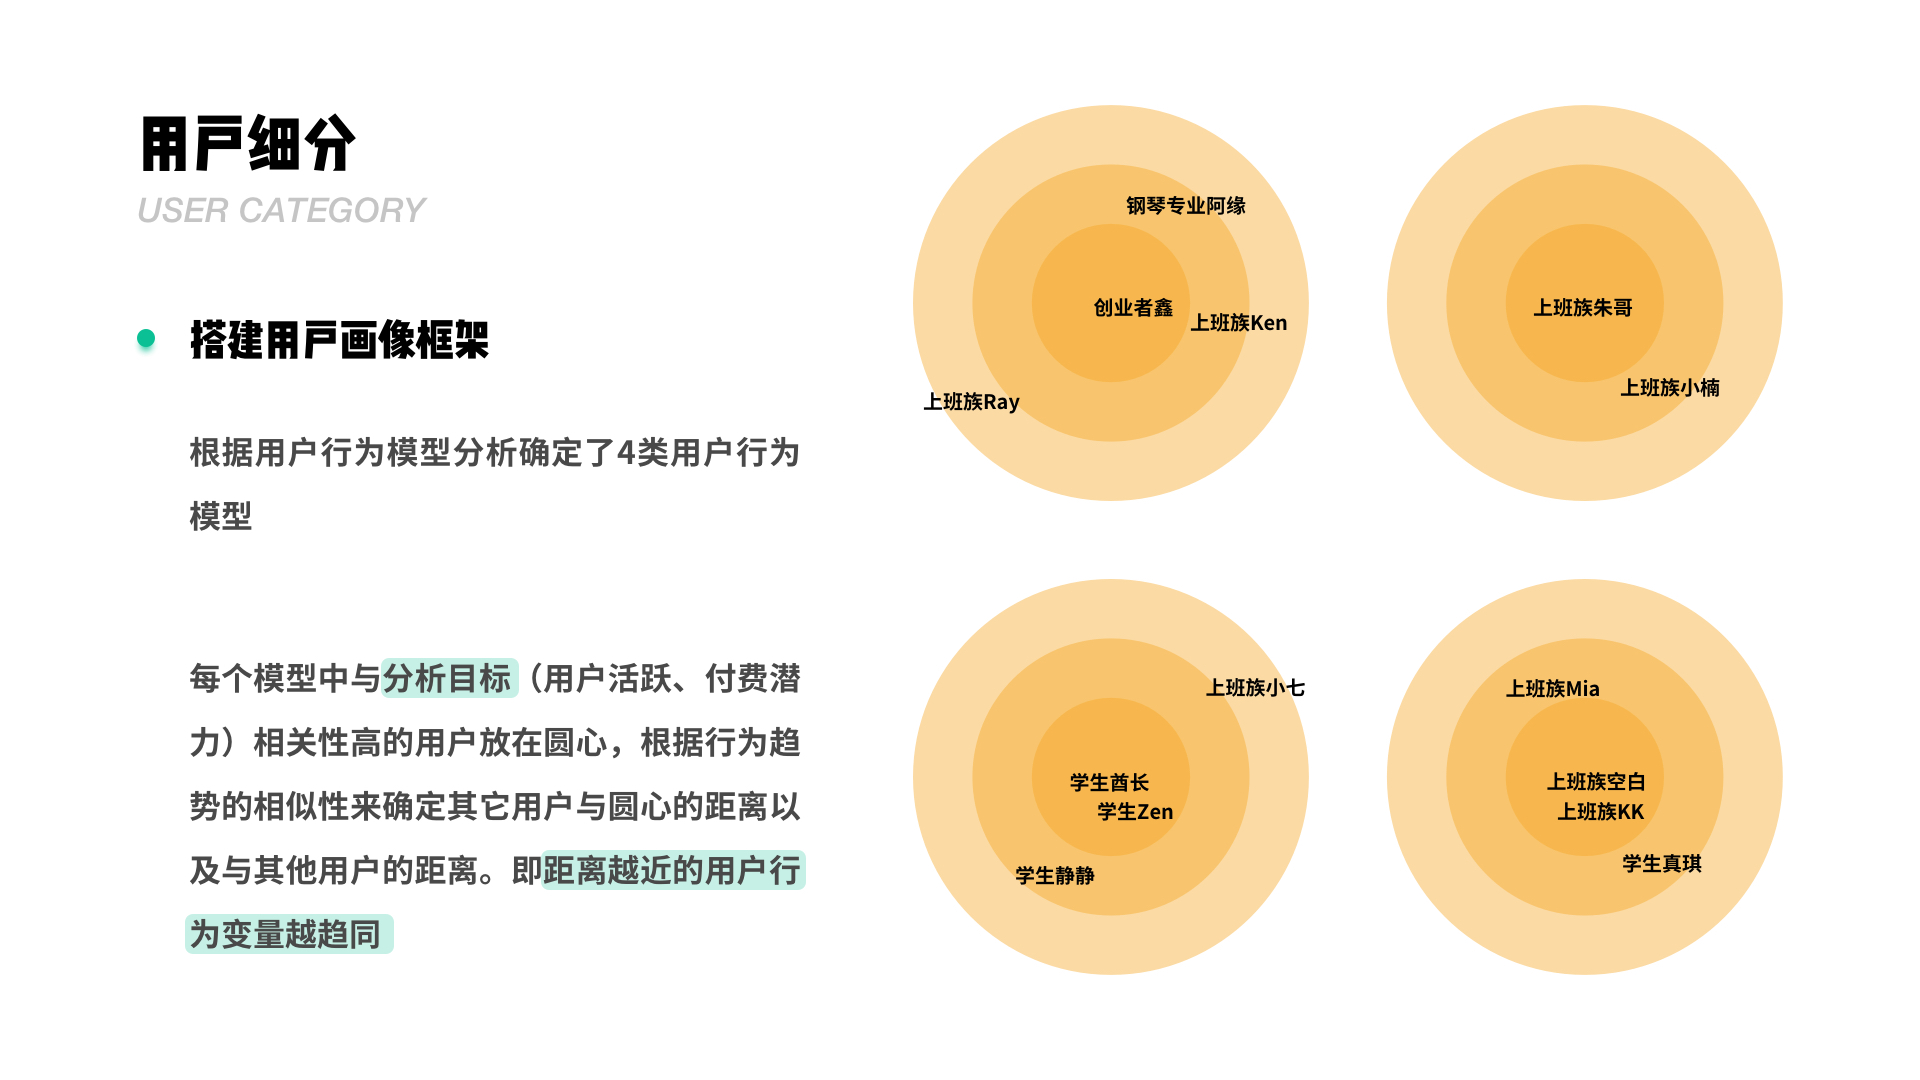 用户细分
USER CATEGORY
搭建用户画像框架
根据用户行为模型分析确定了4类用户行为
模型
每个模型中与分析目标（用户活跃、付费潜
力）相关性高的用户放在圆心，根据行为趋
势的相似性来确定其它用户与圆心的距离以
及与其他用户的距离。即距离越近的用户行
为变量越趋同
钢琴专业阿缘
创业者鑫
上班族Ken
上班族Ray
上班族朱哥
上班族小楠
上班族小七
学生酋长
学生Zen
学生静静
上班族Mia
上班族空白
上班族KK
学生真琪